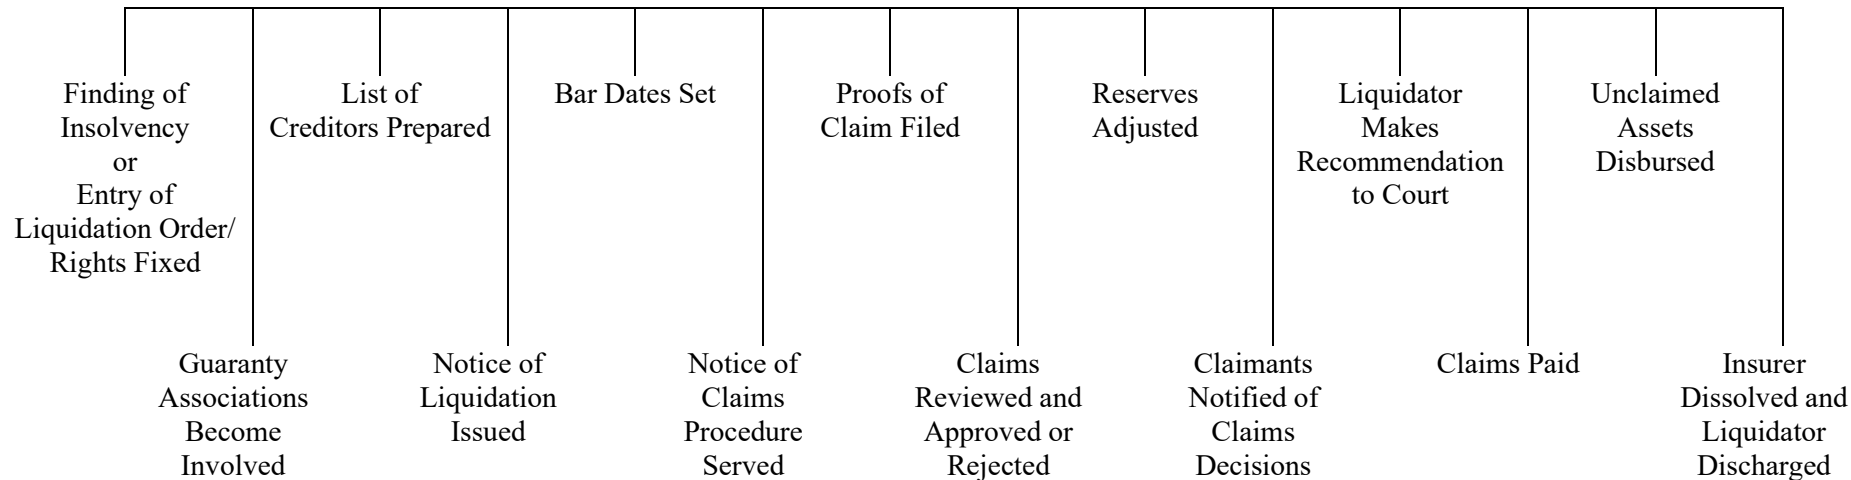 Finding of
Insolvency
or
Entry of
Liquidation Order/
Rights Fixed
Guaranty
Associations
Become
Involved
List of
Creditors Prepared
Notice of
Liquidation
Issued
Bar Dates Set
Notice of
Claims
Procedure
Served
Proofs of
Claim Filed
Claims
Reviewed and
Approved or
Rejected
Reserves
Adjusted
Claimants
Notified of
Claims
Decisions
Liquidator
Makes
Recommendation
to Court
Claims Paid
Unclaimed
Assets
Disbursed
Insurer
Dissolved and
Liquidator
Discharged